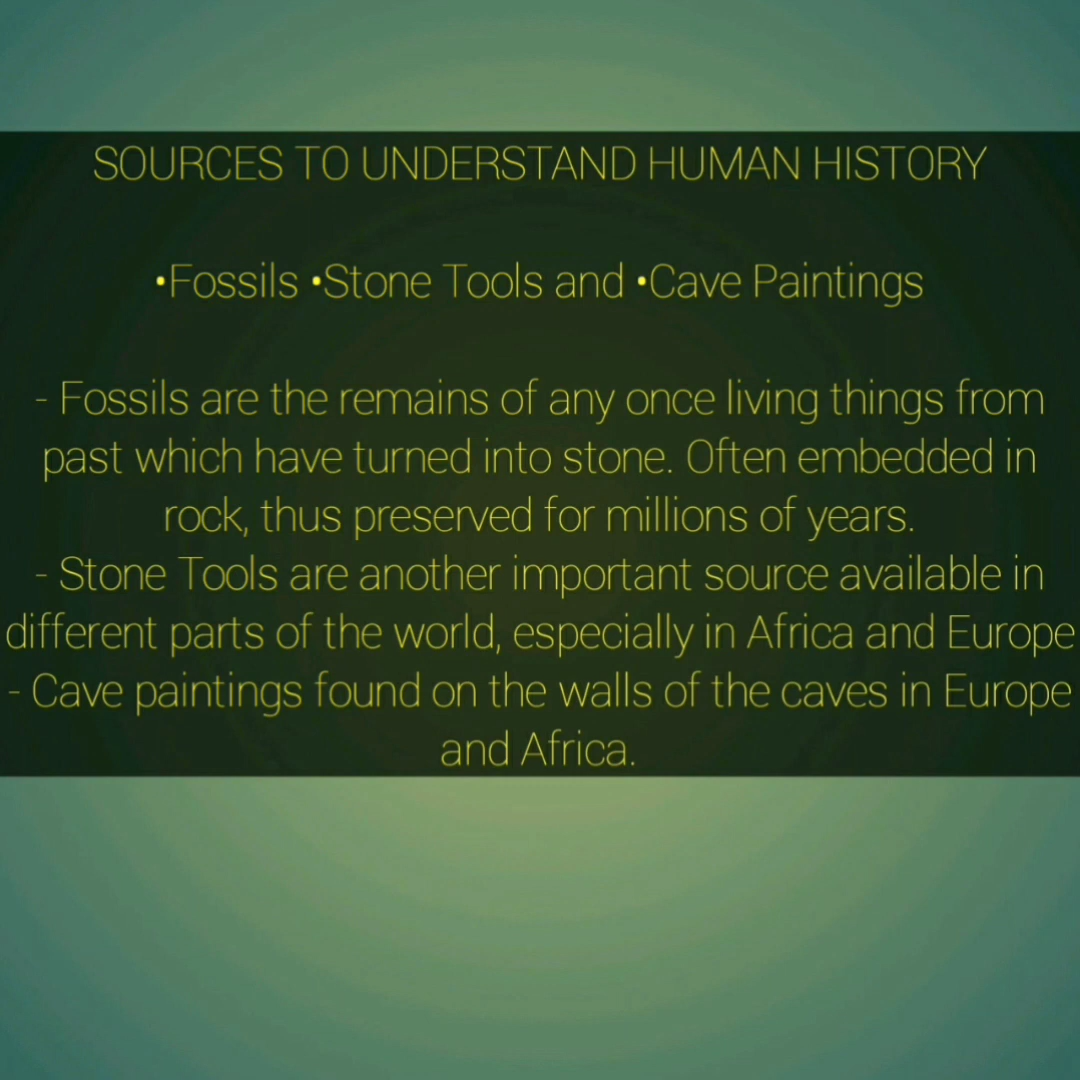 SOURCES TO UNDERSTAND HUMAN HISTORY
•Fossils •Stone Tools and •Cave Paintings
- Fossils are the remains of any once living things from
past which have turned into stone. Often embedded in
rock, thus preserved for millions of years.
- Stone Tools are another important source available in
different parts of the world, especially in Africa and Europe
- Cave paintings found on the walls of the caves in Europe
and Africa.